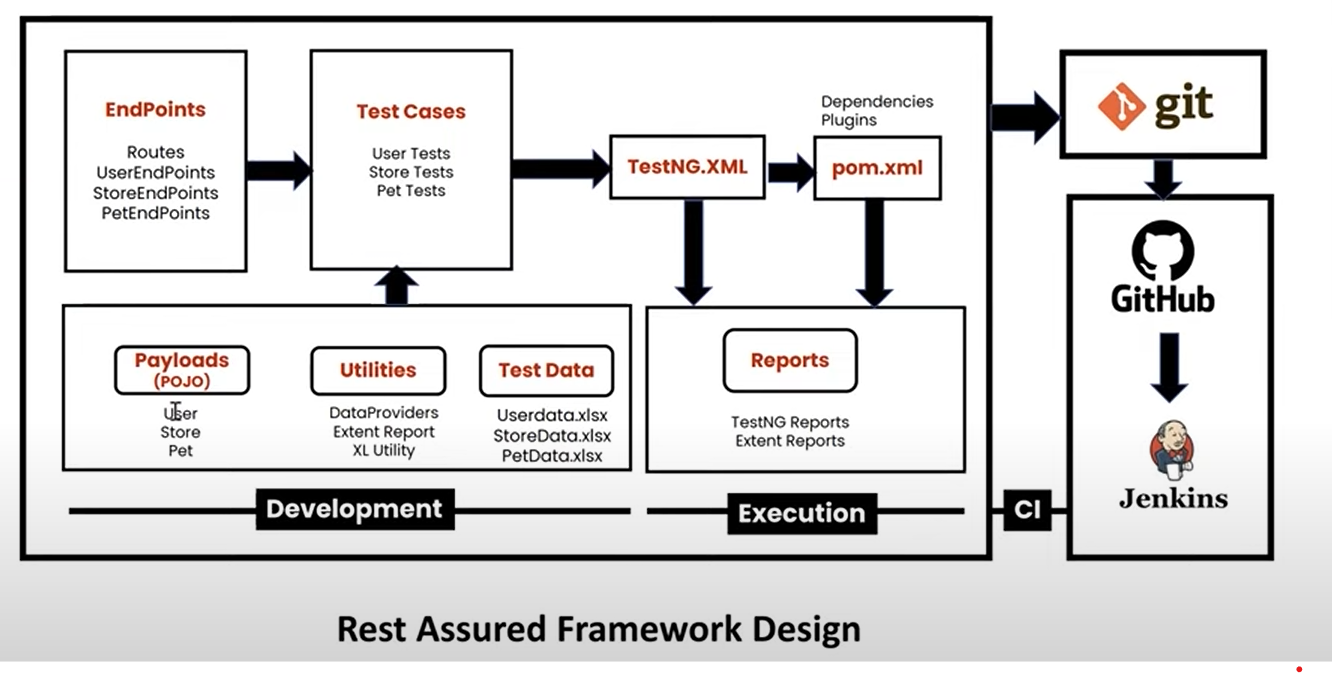 EndPoints
Routes
UserEndPoints
StoreEndPoints
PetEndPoints
Test Cases
User Tests
Store Tests
Pet Tests
TestNG.XML
Dependencies
Plugins
pom.xml
git
Payloads
(POJO)
User
Store
Pet
Utilities
DataProviders
Extent Report
XL Utility
Test Data
Userdata.xlsx
StoreData.xlsx
PetData.xlsx
Reports
TestNG Reports
Extent Reports
GitHub
Jenkins
Development
Execution
CI
Rest Assured Framework Design